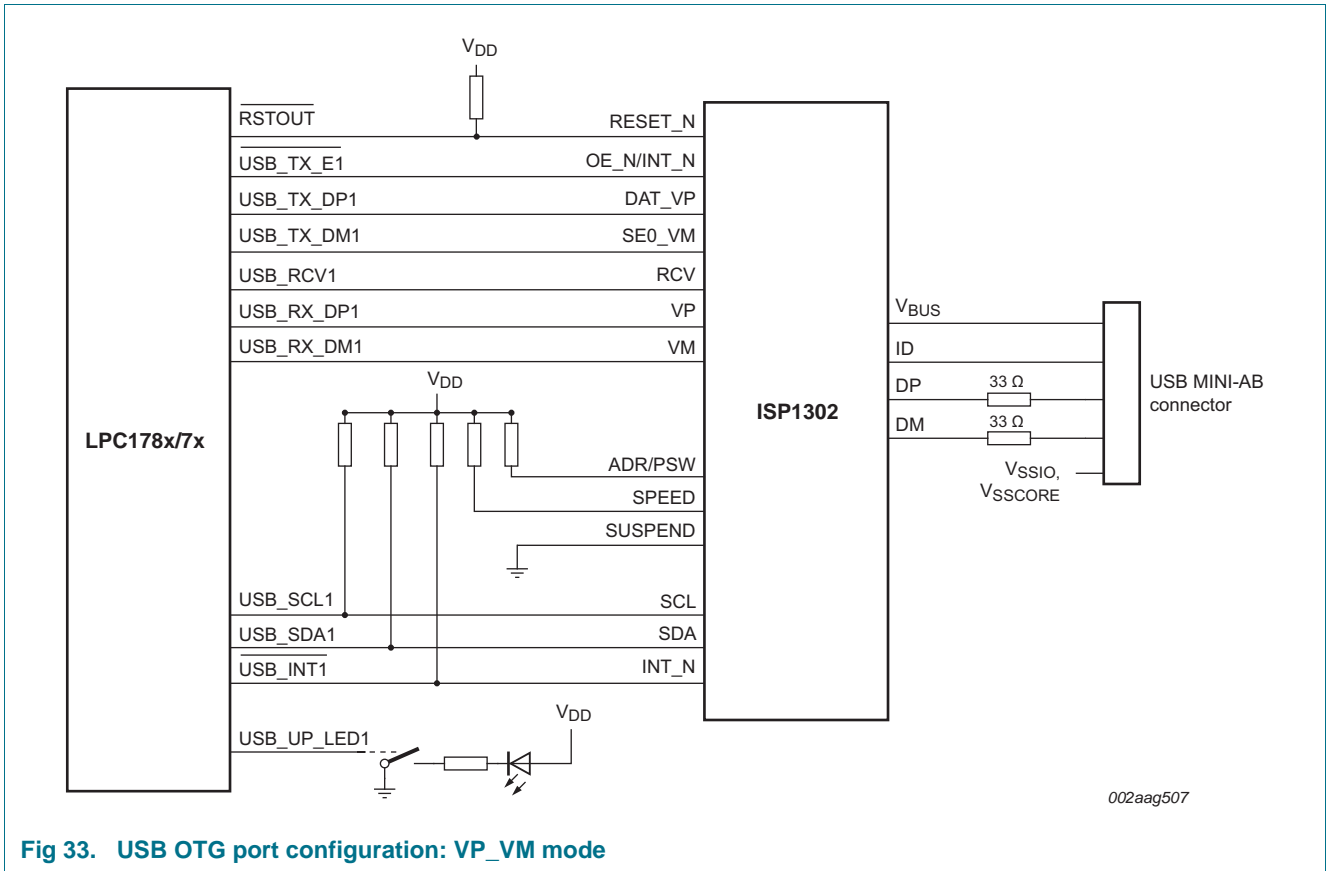 VDD
RSTOUT
RESET_N
USB_TX_E1
OE_N/INT_N
USB_TX_DP1
DAT_VP
USB_TX_DM1
SE0_VM
USB_RCV1
RCV
USB_RX_DP1
VP
USB_RX_DM1
VM
VBUS
ID
DP
33 Ω
DM
33 Ω
USB MINI-AB
connector
VSSIO,
VSSCORE
LPC178x/7x
ISP1302
VDD
ADR/PSW
SPEED
SUSPEND
USB_SCL1
SCL
USB_SDA1
SDA
USB_INT1
INT_N
USB_UP_LED1
VDD
002aag507
Fig 33. USB OTG port configuration: VP_VM mode